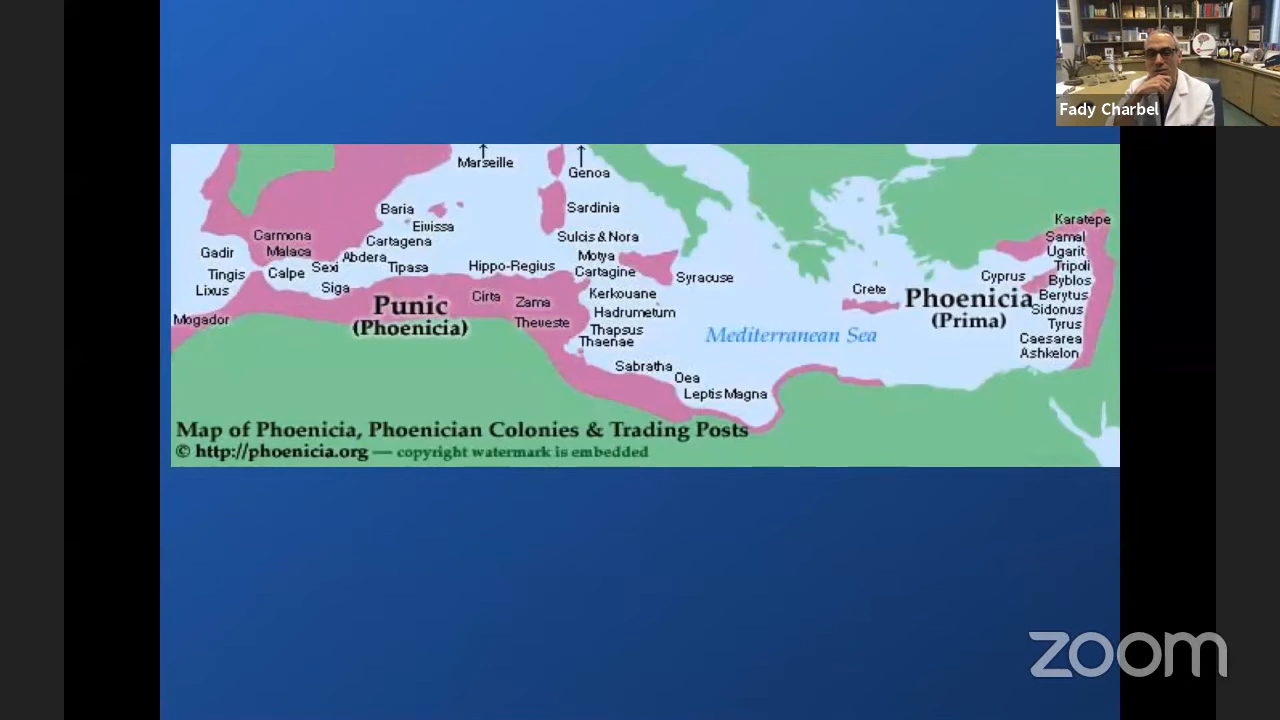 Fady Charbel
Marseille
Genoa
Baria
Eivissa
Sardinia
Carmona
Cartagena
Sulcis & Nora
Karatepe
Gadir
Malaca
Abdera
Motya
Samal
Tingis
Calpe
Sexi
Tipasa
Hippo-Regius
Cartagine
Syracuse
Ugarit
Tripoli
Lixus
Siga
Cirta
Zama
Kerkouane
Crete
Cyprus
Byblos
Mogador
Punic
(Phoenicia)
Theveste
Hadrumetum
Phoenicia
(Prima)
Berytus
Sidonus
Thapsus
Thaenae
Mediterranean Sea
Tyrus
Caesarea
Ashkelon
Sabratha
Oea
Leptis Magna
Map of Phoenicia, Phoenician Colonies & Trading Posts
© http://phoenicia.org — copyright watermark is embedded
zoom